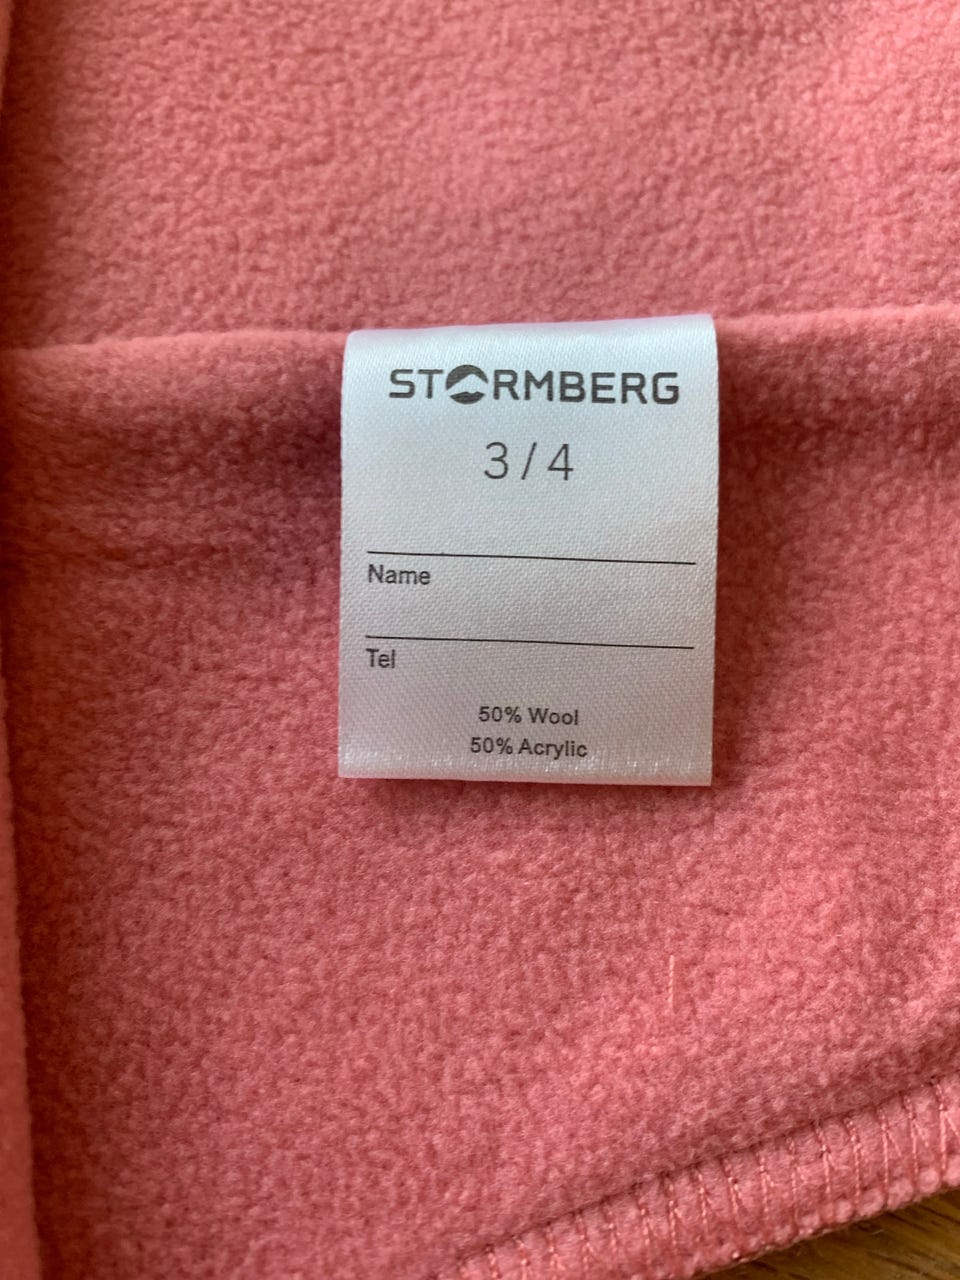 STORMBERG
3 / 4
Name
Tel
50% Wool
50% Acrylic